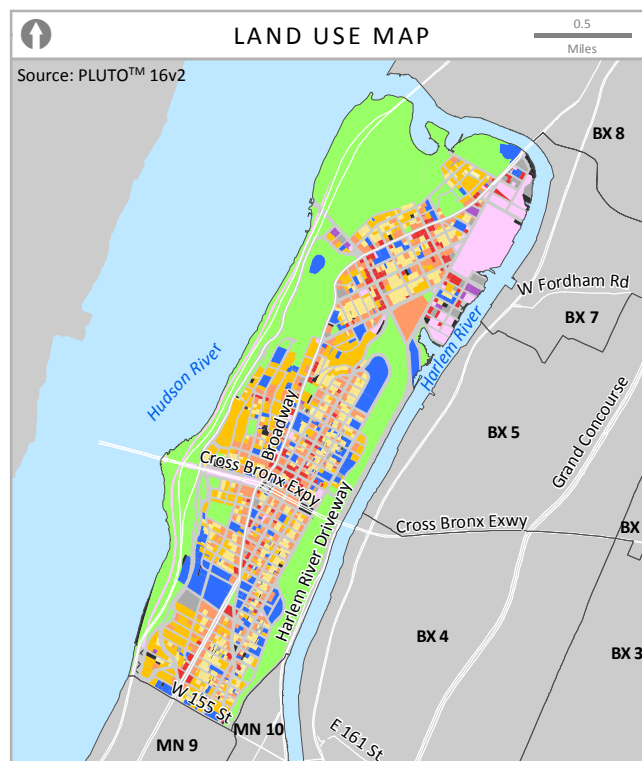 LAND USE MAP
0.5
Miles
Source: PLUTO™ 16v2
BX 8
W Fordham Rd
BX 7
Harlem River
Hudson River
BX 5
Grand Concourse
Broadway
Cross Bronx Expy
Cross Bronx Exwy
BX
Harlem River Driveway
BX 4
BX 3
W 155 St
MN 10
E 161 St
MN 9